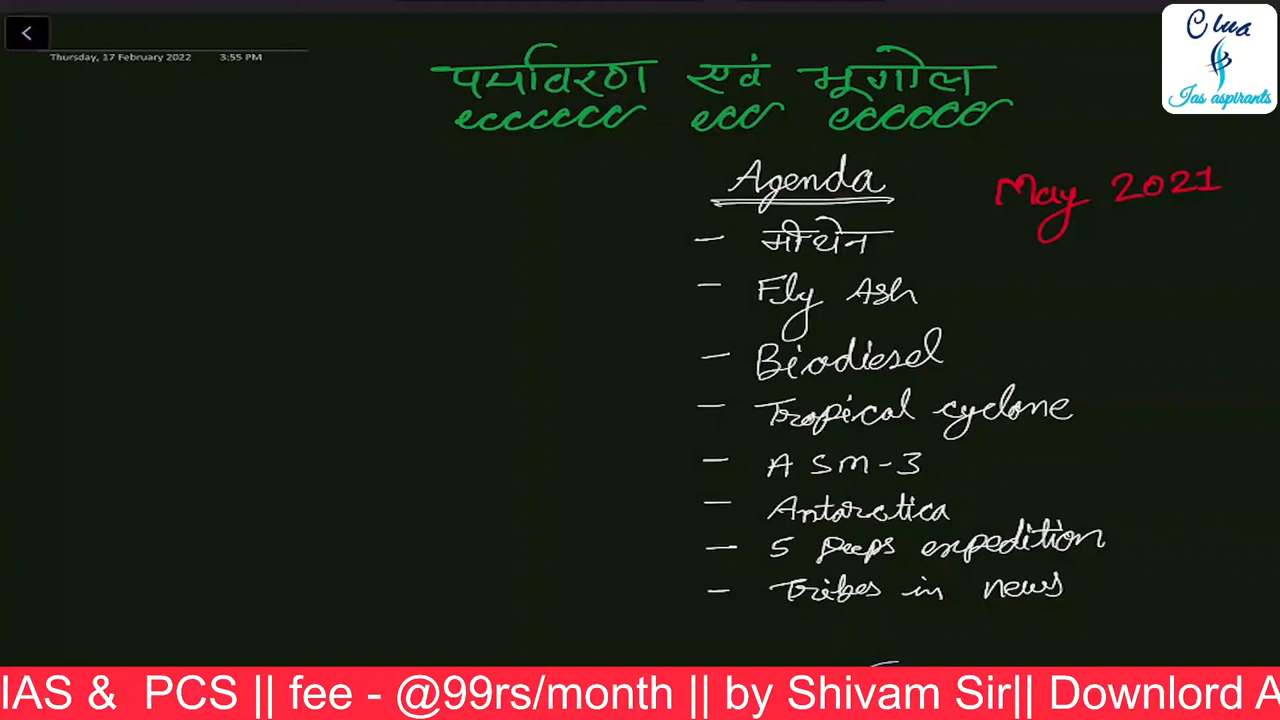 Thursday, 17 February 2022 3:55 PM
Clua
Ias aspirants
पर्यावरण एवं भूगोल
Agenda
May 2021
- मीथेन
- Fly Ash
- Biodiesel
- Tropical cyclone
- ASM-3
- Antarctica
- 5 Deeps expedition
- Tribes in news
IAS & PCS || fee - @99rs/month || by Shivam Sir|| Downlord A